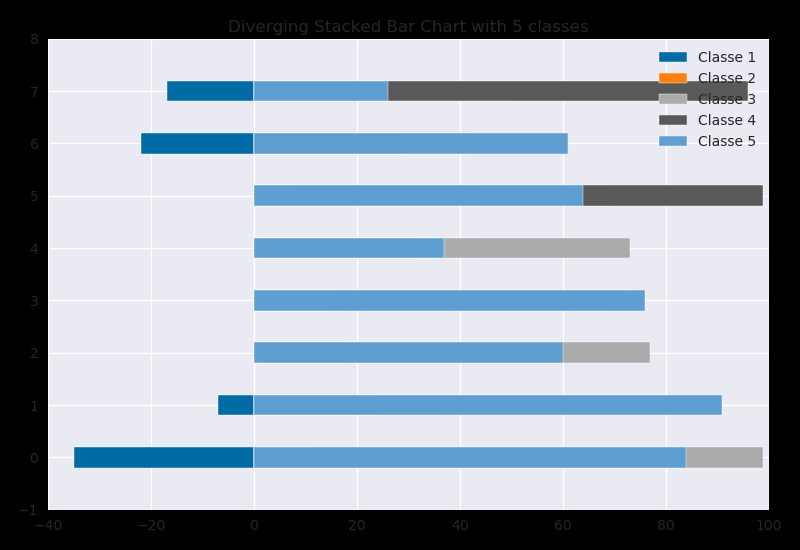 Diverging Stacked Bar Chart with 5 classes
8
7
6
5
4
3
2
1
0
−1
−40 −20 0 20 40 60 80 100
Classe 1
Classe 2
Classe 3
Classe 4
Classe 5